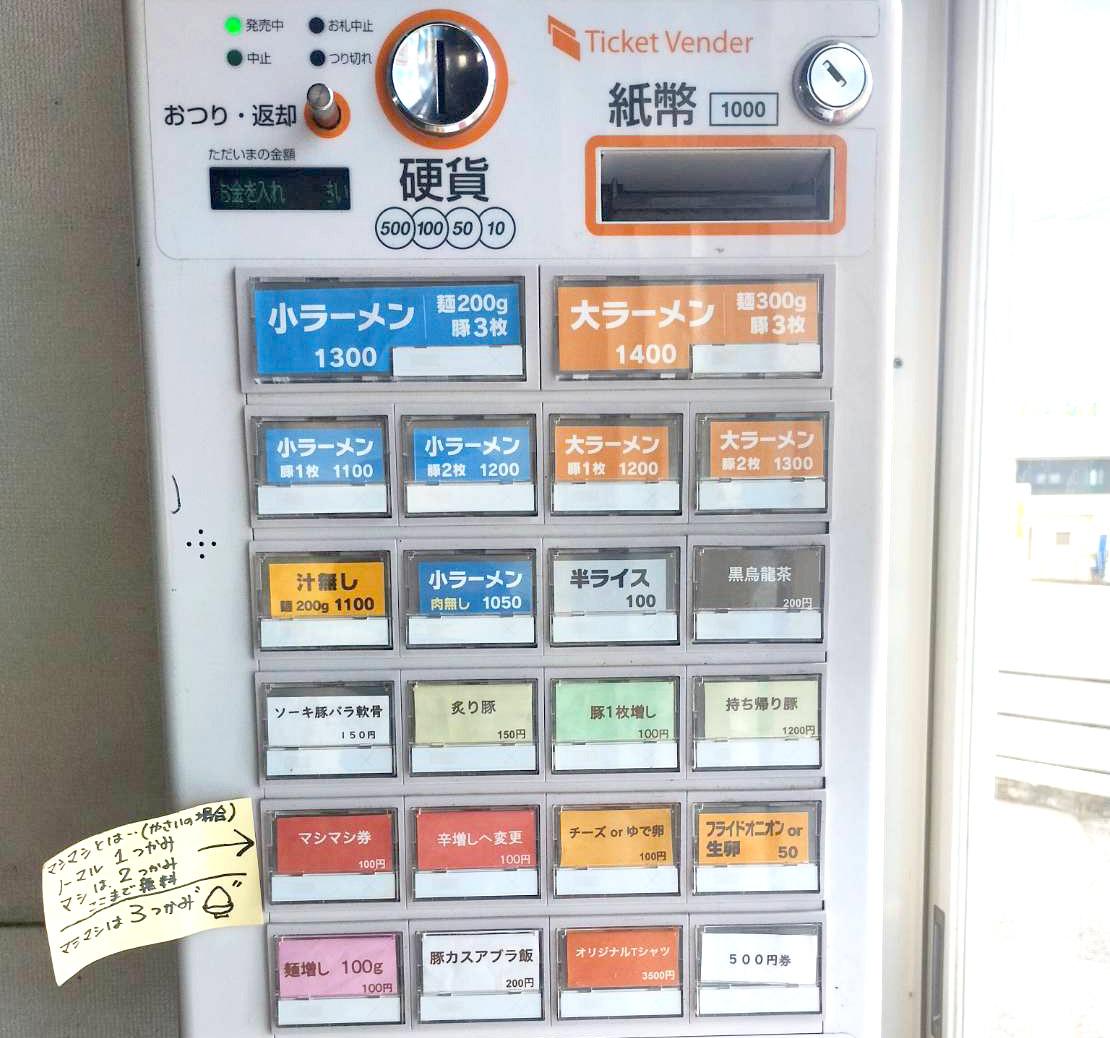 発売中 お札中止
中止 つり切れ
Ticket Vender
おつり・返却
紙幣 1000
ただいまの金額
お金を入れ さい
硬貨
500 100 50 10
小ラーメン 麺200g 豚3枚 1300
大ラーメン 麺300g 豚3枚 1400
小ラーメン 豚1枚 1100
小ラーメン 豚2枚 1200
大ラーメン 豚1枚 1200
大ラーメン 豚2枚 1300
汁無し 麺200g 1100
小ラーメン 肉無し 1050
半ライス 100
黒烏龍茶 200円
ソーキ豚バラ軟骨 150円
炙り豚 150円
豚1枚増し 100円
持ち帰り豚 1200円
マシマシ券 100円
辛増しへ変更 100円
チーズ or ゆで卵 100円
フライドオニオン or 生卵 50
マシマシとは‥(やさいの場合)
ノーマル 1つかみ
マシは 2つかみ
ここまで無料
マシマシは 3つかみ
麺増し 100g 100円
豚カスアブラ飯 200円
オリジナルTシャツ 3500円
500円券